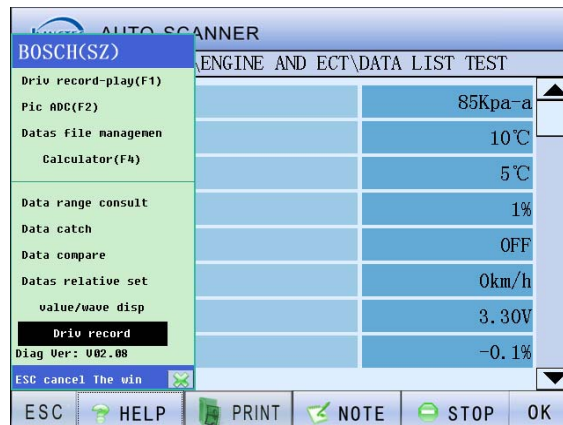 AUTO SCANNER
BOSCH(SZ)
\ENGINE AND ECT\DATA LIST TEST
Driv record-play(F1)
Pic ADC(F2)
Datas file managemen
Calculator(F4)
Data range consult
Data catch
Data compare
Datas relative set
value/wave disp
Driv record
Diag Ver: V02.08
ESC cancel The win
85Kpa-a
10℃
5℃
1%
OFF
0km/h
3.30V
-0.1%
ESC
HELP
PRINT
NOTE
STOP
OK